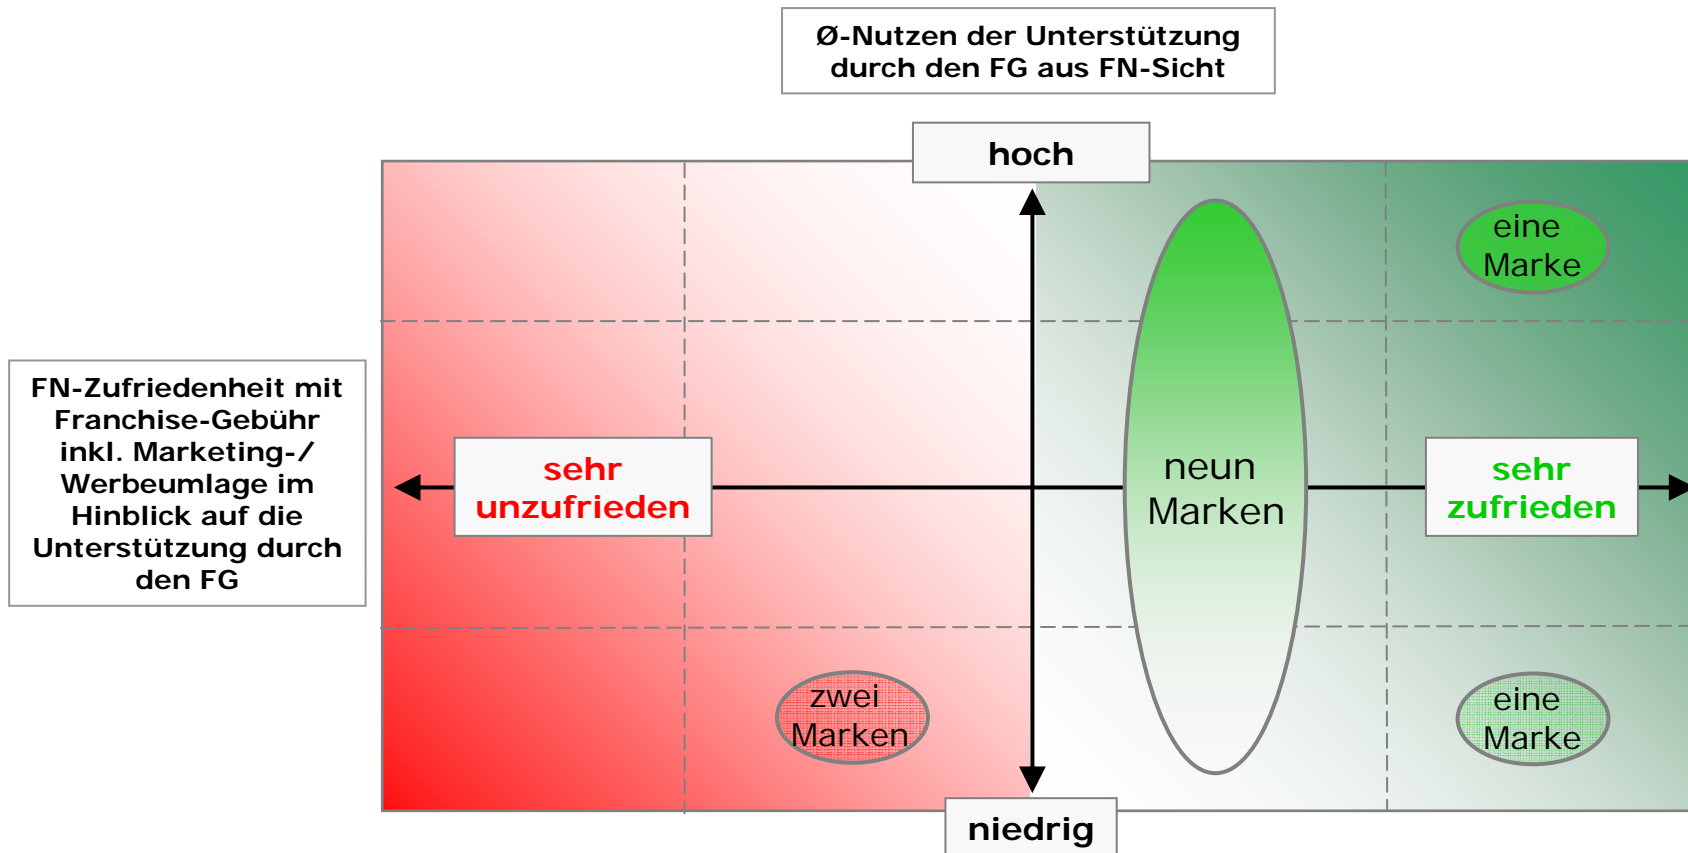 Ø-Nutzen der Unterstützung
durch den FG aus FN-Sicht
hoch
eine
Marke
FN-Zufriedenheit mit
Franchise-Gebühr
inkl. Marketing-/
Werbeumlage im
Hinblick auf die
Unterstützung durch
den FG
sehr
unzufrieden
neun
Marken
sehr
zufrieden
zwei
Marken
eine
Marke
niedrig